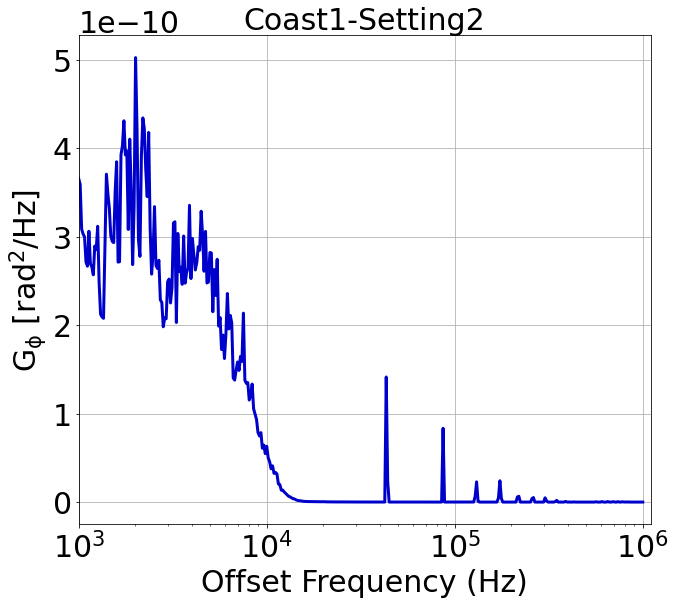 1e−10
Coast1-Setting2
5
4
3
2
1
0
G_ϕ [rad²/Hz]
10³ 10⁴ 10⁵ 10⁶
Offset Frequency (Hz)